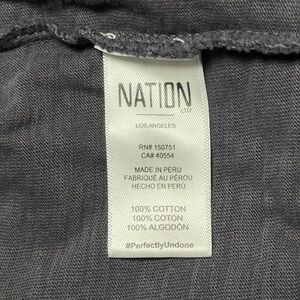 NATION
LTD
LOS ANGELES
RN# 150751
CA# 40554
MADE IN PERU
FABRIQUÉ AU PÉROU
HECHO EN PERÚ
100% COTTON
100% COTON
100% ALGODÓN
#PerfectlyUndone